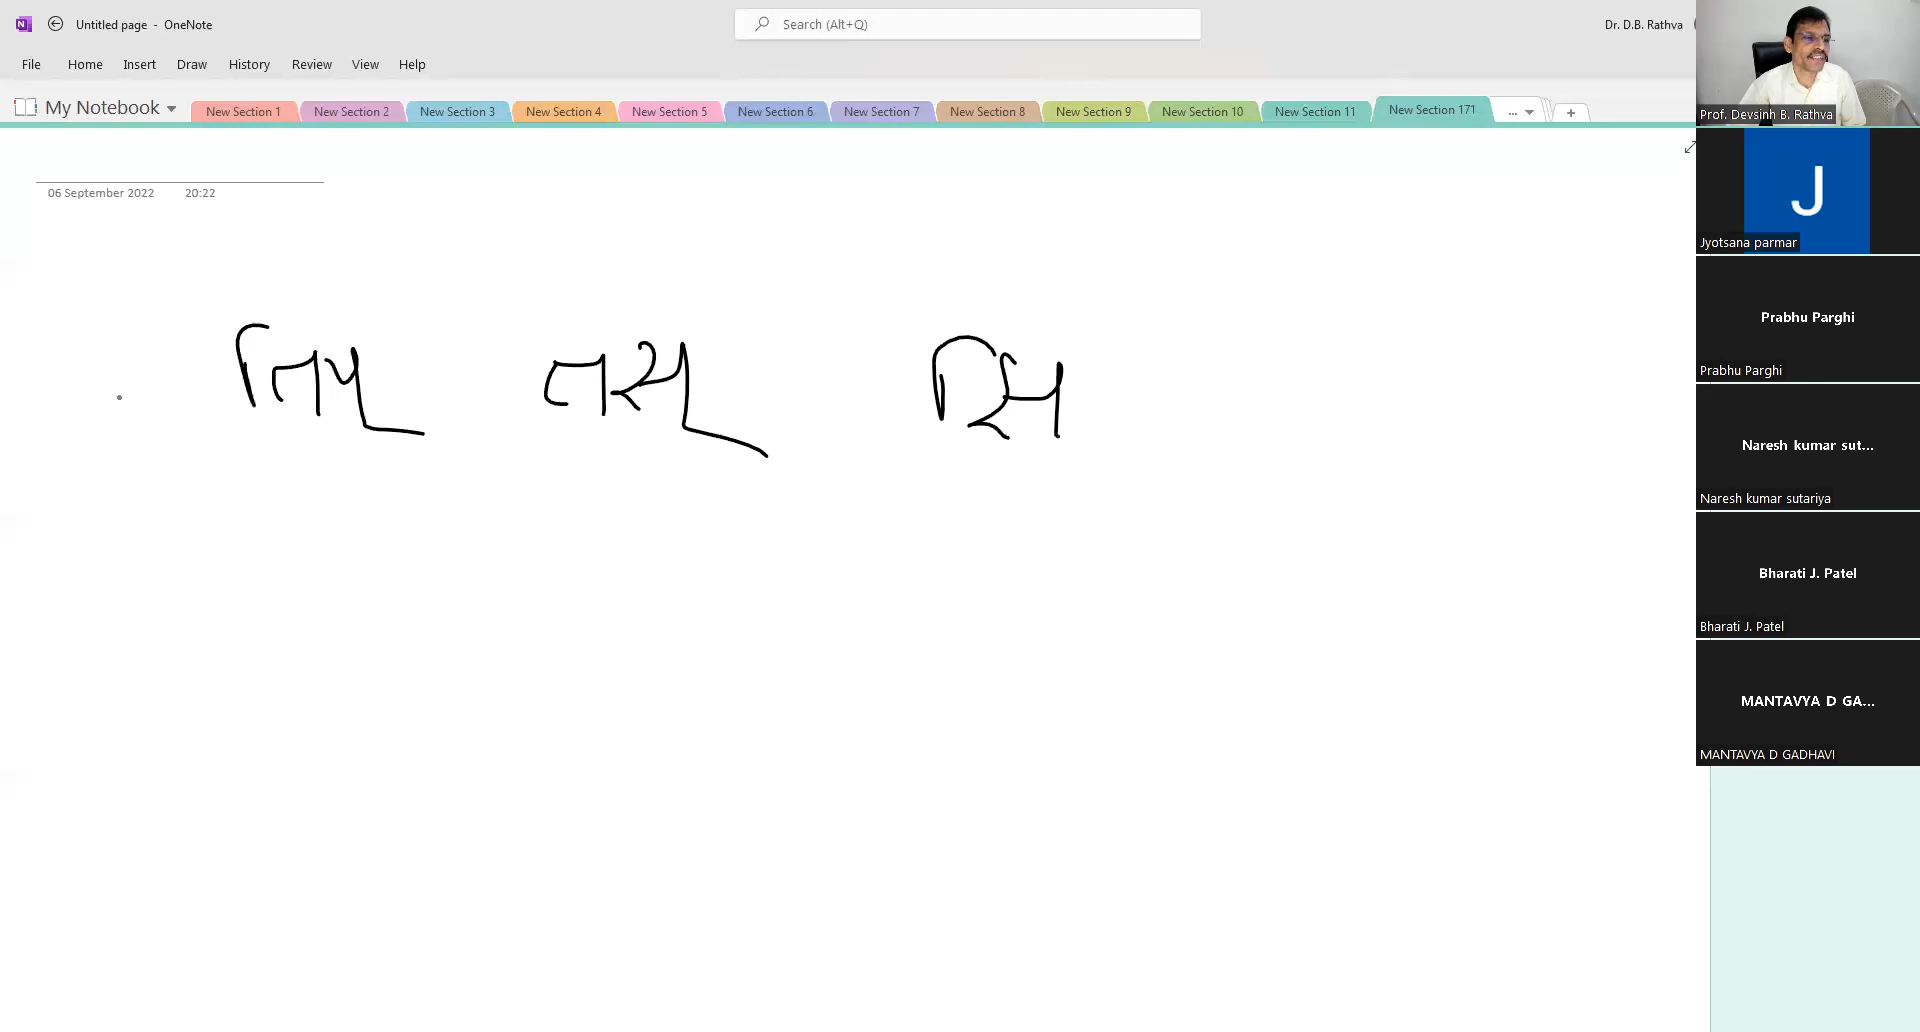 Untitled page - OneNote
Search (Alt+Q)
Dr. D.B. Rathva
File Home Insert Draw History Review View Help
My Notebook
New Section 1 New Section 2 New Section 3 New Section 4 New Section 5 New Section 6 New Section 7 New Section 8 New Section 9 New Section 10 New Section 11 New Section 171 ... +
Prof. Devsinh B. Rathva
06 September 2022 20:22
J
Jyotsana parmar
Prabhu Parghi
Prabhu Parghi
Naresh kumar sut...
Naresh kumar sutariya
Bharati J. Patel
Bharati J. Patel
MANTAVYA D GA...
MANTAVYA D GADHAVI